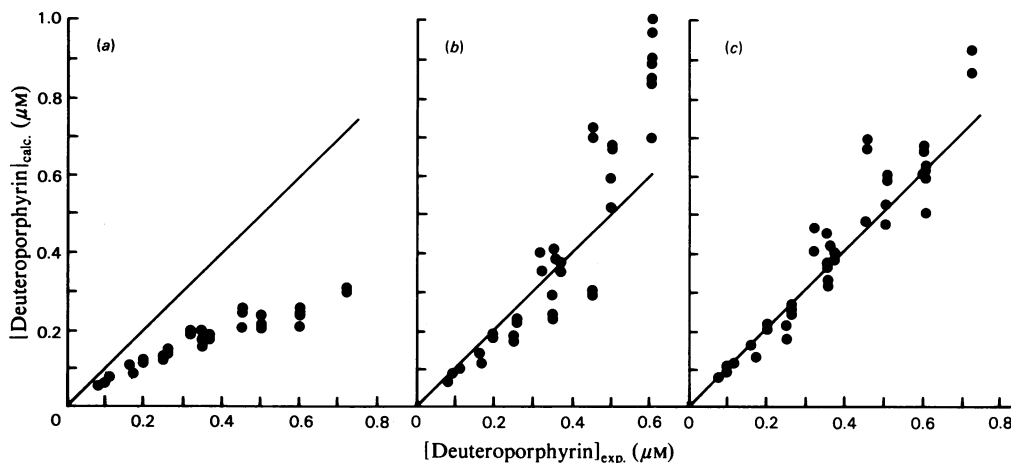 1.0
0.8
0.6
0.4
0.2
0
[Deuteroporphyrin]calc. (μM)
(a)
(b)
(c)
0 0.2 0.4 0.6 0.8
0 0.2 0.4 0.6
0 0.2 0.4 0.6 0.8
[Deuteroporphyrin]exp. (μM)